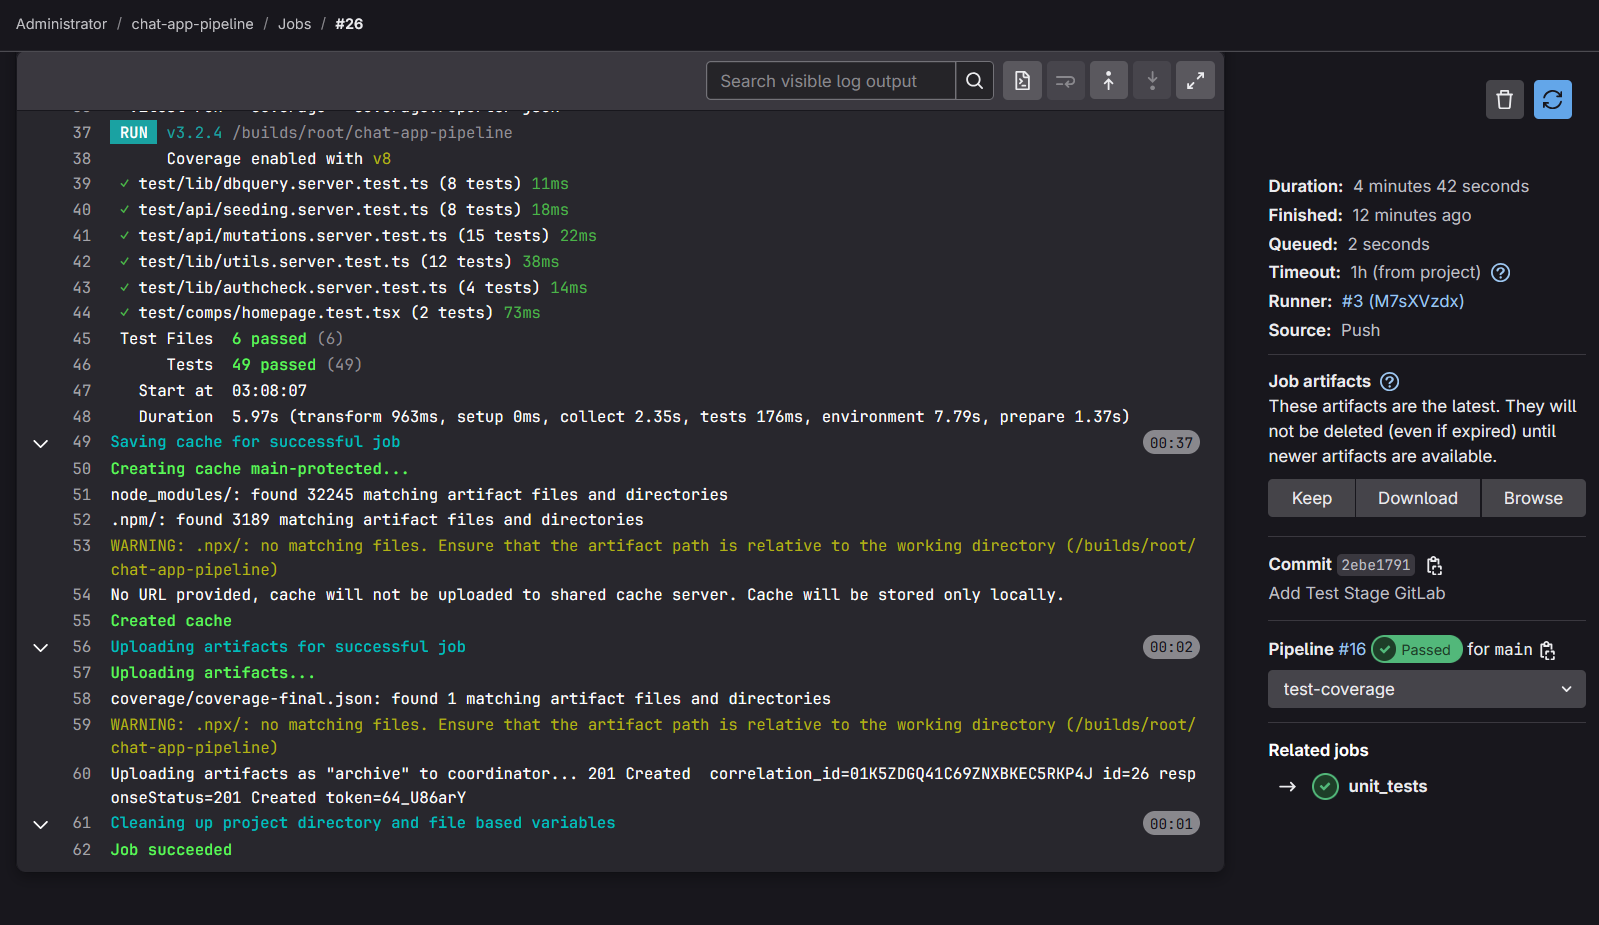 Administrator / chat-app-pipeline / Jobs / #26
Search visible log output
37 RUN v3.2.4 /builds/root/chat-app-pipeline
38 Coverage enabled with v8
39 ✓ test/lib/dbquery.server.test.ts (8 tests) 11ms
40 ✓ test/api/seeding.server.test.ts (8 tests) 18ms
41 ✓ test/api/mutations.server.test.ts (15 tests) 22ms
42 ✓ test/lib/utils.server.test.ts (12 tests) 38ms
43 ✓ test/lib/authcheck.server.test.ts (4 tests) 14ms
44 ✓ test/comps/homepage.test.tsx (2 tests) 73ms
45 Test Files 6 passed (6)
46 Tests 49 passed (49)
47 Start at 03:08:07
48 Duration 5.97s (transform 963ms, setup 0ms, collect 2.35s, tests 176ms, environment 7.79s, prepare 1.37s)
49 Saving cache for successful job 00:37
50 Creating cache main-protected...
51 node_modules/: found 32245 matching artifact files and directories
52 .npm/: found 3189 matching artifact files and directories
53 WARNING: .npx/: no matching files. Ensure that the artifact path is relative to the working directory (/builds/root/
chat-app-pipeline)
54 No URL provided, cache will not be uploaded to shared cache server. Cache will be stored only locally.
55 Created cache
56 Uploading artifacts for successful job 00:02
57 Uploading artifacts...
58 coverage/coverage-final.json: found 1 matching artifact files and directories
59 WARNING: .npx/: no matching files. Ensure that the artifact path is relative to the working directory (/builds/root/
chat-app-pipeline)
60 Uploading artifacts as "archive" to coordinator... 201 Created correlation_id=01K5ZDGQ41C69ZNXBKEC5RKP4J id=26 resp
onseStatus=201 Created token=64_U86arY
61 Cleaning up project directory and file based variables 00:01
62 Job succeeded
Duration: 4 minutes 42 seconds
Finished: 12 minutes ago
Queued: 2 seconds
Timeout: 1h (from project)
Runner: #3 (M7sXVzdx)
Source: Push
Job artifacts
These artifacts are the latest. They will
not be deleted (even if expired) until
newer artifacts are available.
Keep Download Browse
Commit 2ebe1791
Add Test Stage GitLab
Pipeline #16 Passed for main
test-coverage
Related jobs
→ unit_tests